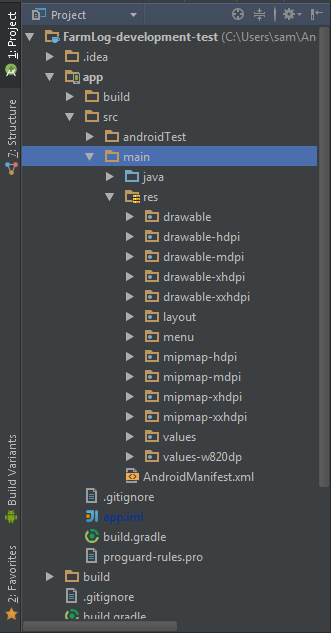 Project
FarmLog-development-test (C:\Users\sam\An
.idea
app
build
src
androidTest
main
java
res
drawable
drawable-hdpi
drawable-mdpi
drawable-xhdpi
drawable-xxhdpi
layout
menu
mipmap-hdpi
mipmap-mdpi
mipmap-xhdpi
mipmap-xxhdpi
values
values-w820dp
AndroidManifest.xml
.gitignore
app.iml
build.gradle
proguard-rules.pro
build
.gitignore
build.gradle
1: Project
7: Structure
Build Variants
2: Favorites